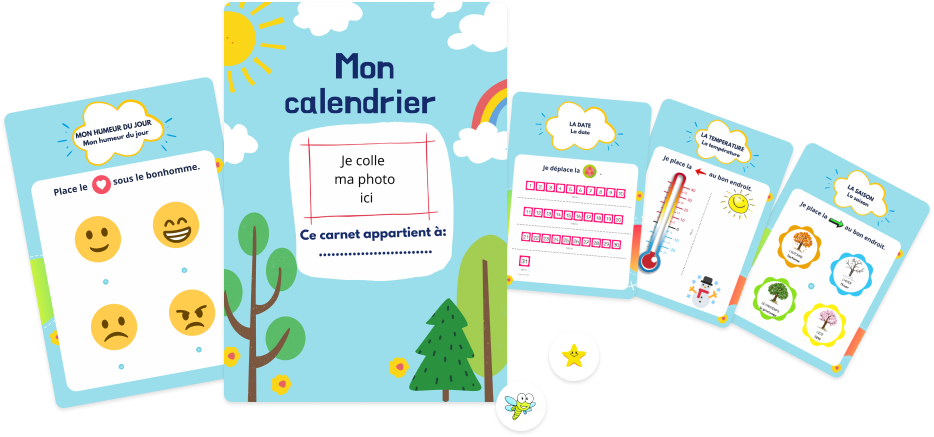 MON HUMEUR DU JOUR
Mon humeur du jour
Place le sous le bonhomme.
Mon
calendrier
Je colle
ma photo
ici
Ce carnet appartient à:
LA DATE
La date
Je déplace la .
1 2 3 4 5 6 7 8 9 10
11 12 13 14 15 16 17 18 19 20
21 22 23 24 25 26 27 28 29 30
31
LA TEMPERATURE
La température
Je place la au bon endroit.
LA SAISON
La saison
Je place la au bon endroit.